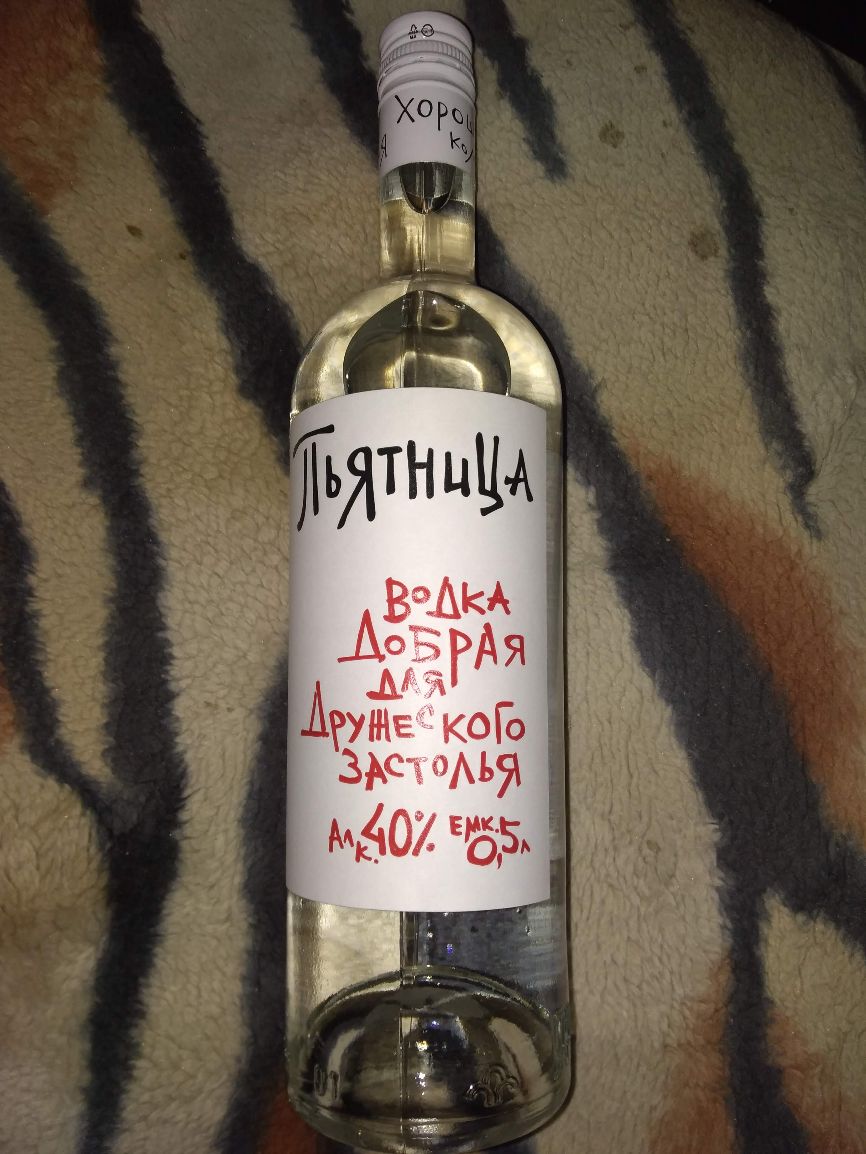 ПЬЯТНИЦА
ВОДКА
ДОБРАЯ
ДЛЯ
ДРУЖЕСКОГО
ЗАСТОЛЬЯ
Алк. 40% ЕМК. 0,5л